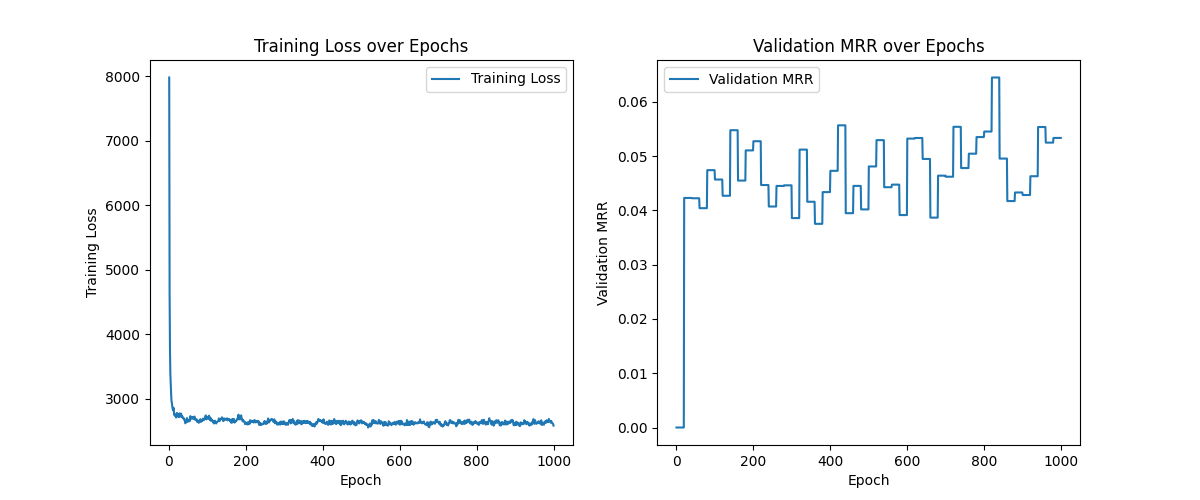 Training Loss over Epochs
Training Loss
8000
7000
6000
5000
4000
3000
Training Loss
0 200 400 600 800 1000
Epoch
Validation MRR over Epochs
Validation MRR
0.06
0.05
0.04
0.03
0.02
0.01
0.00
Validation MRR
0 200 400 600 800 1000
Epoch